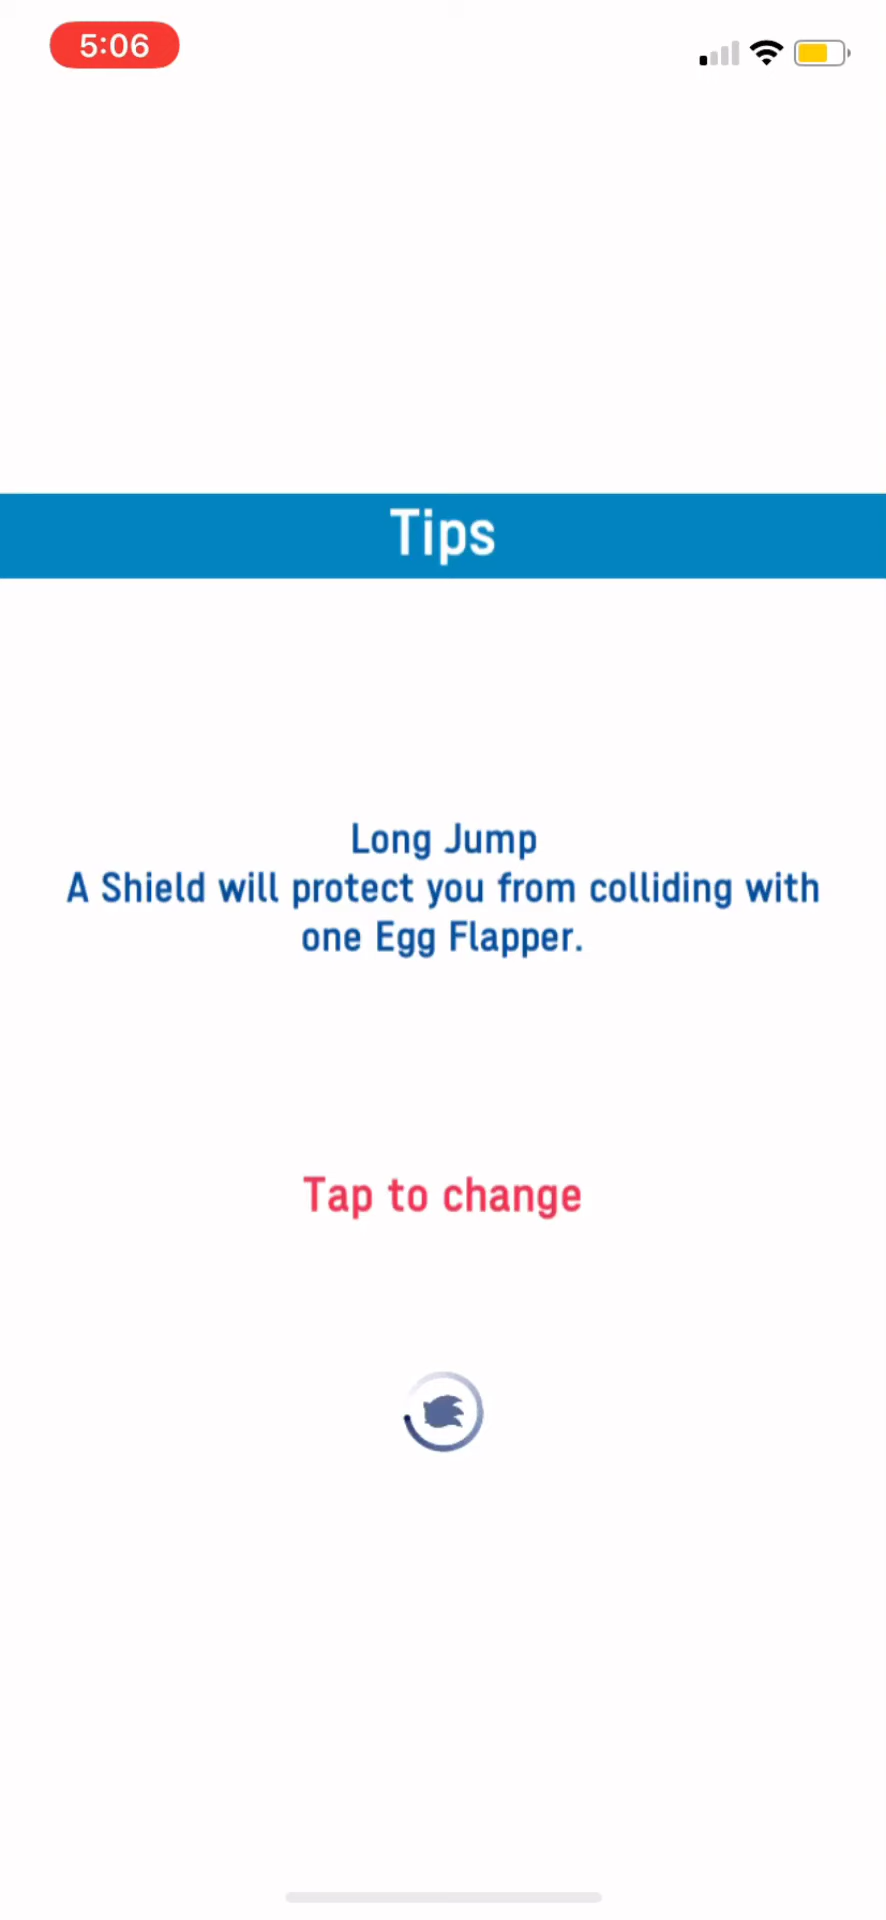 5:06
Tips
Long Jump
A Shield will protect you from colliding with
one Egg Flapper.
Tap to change